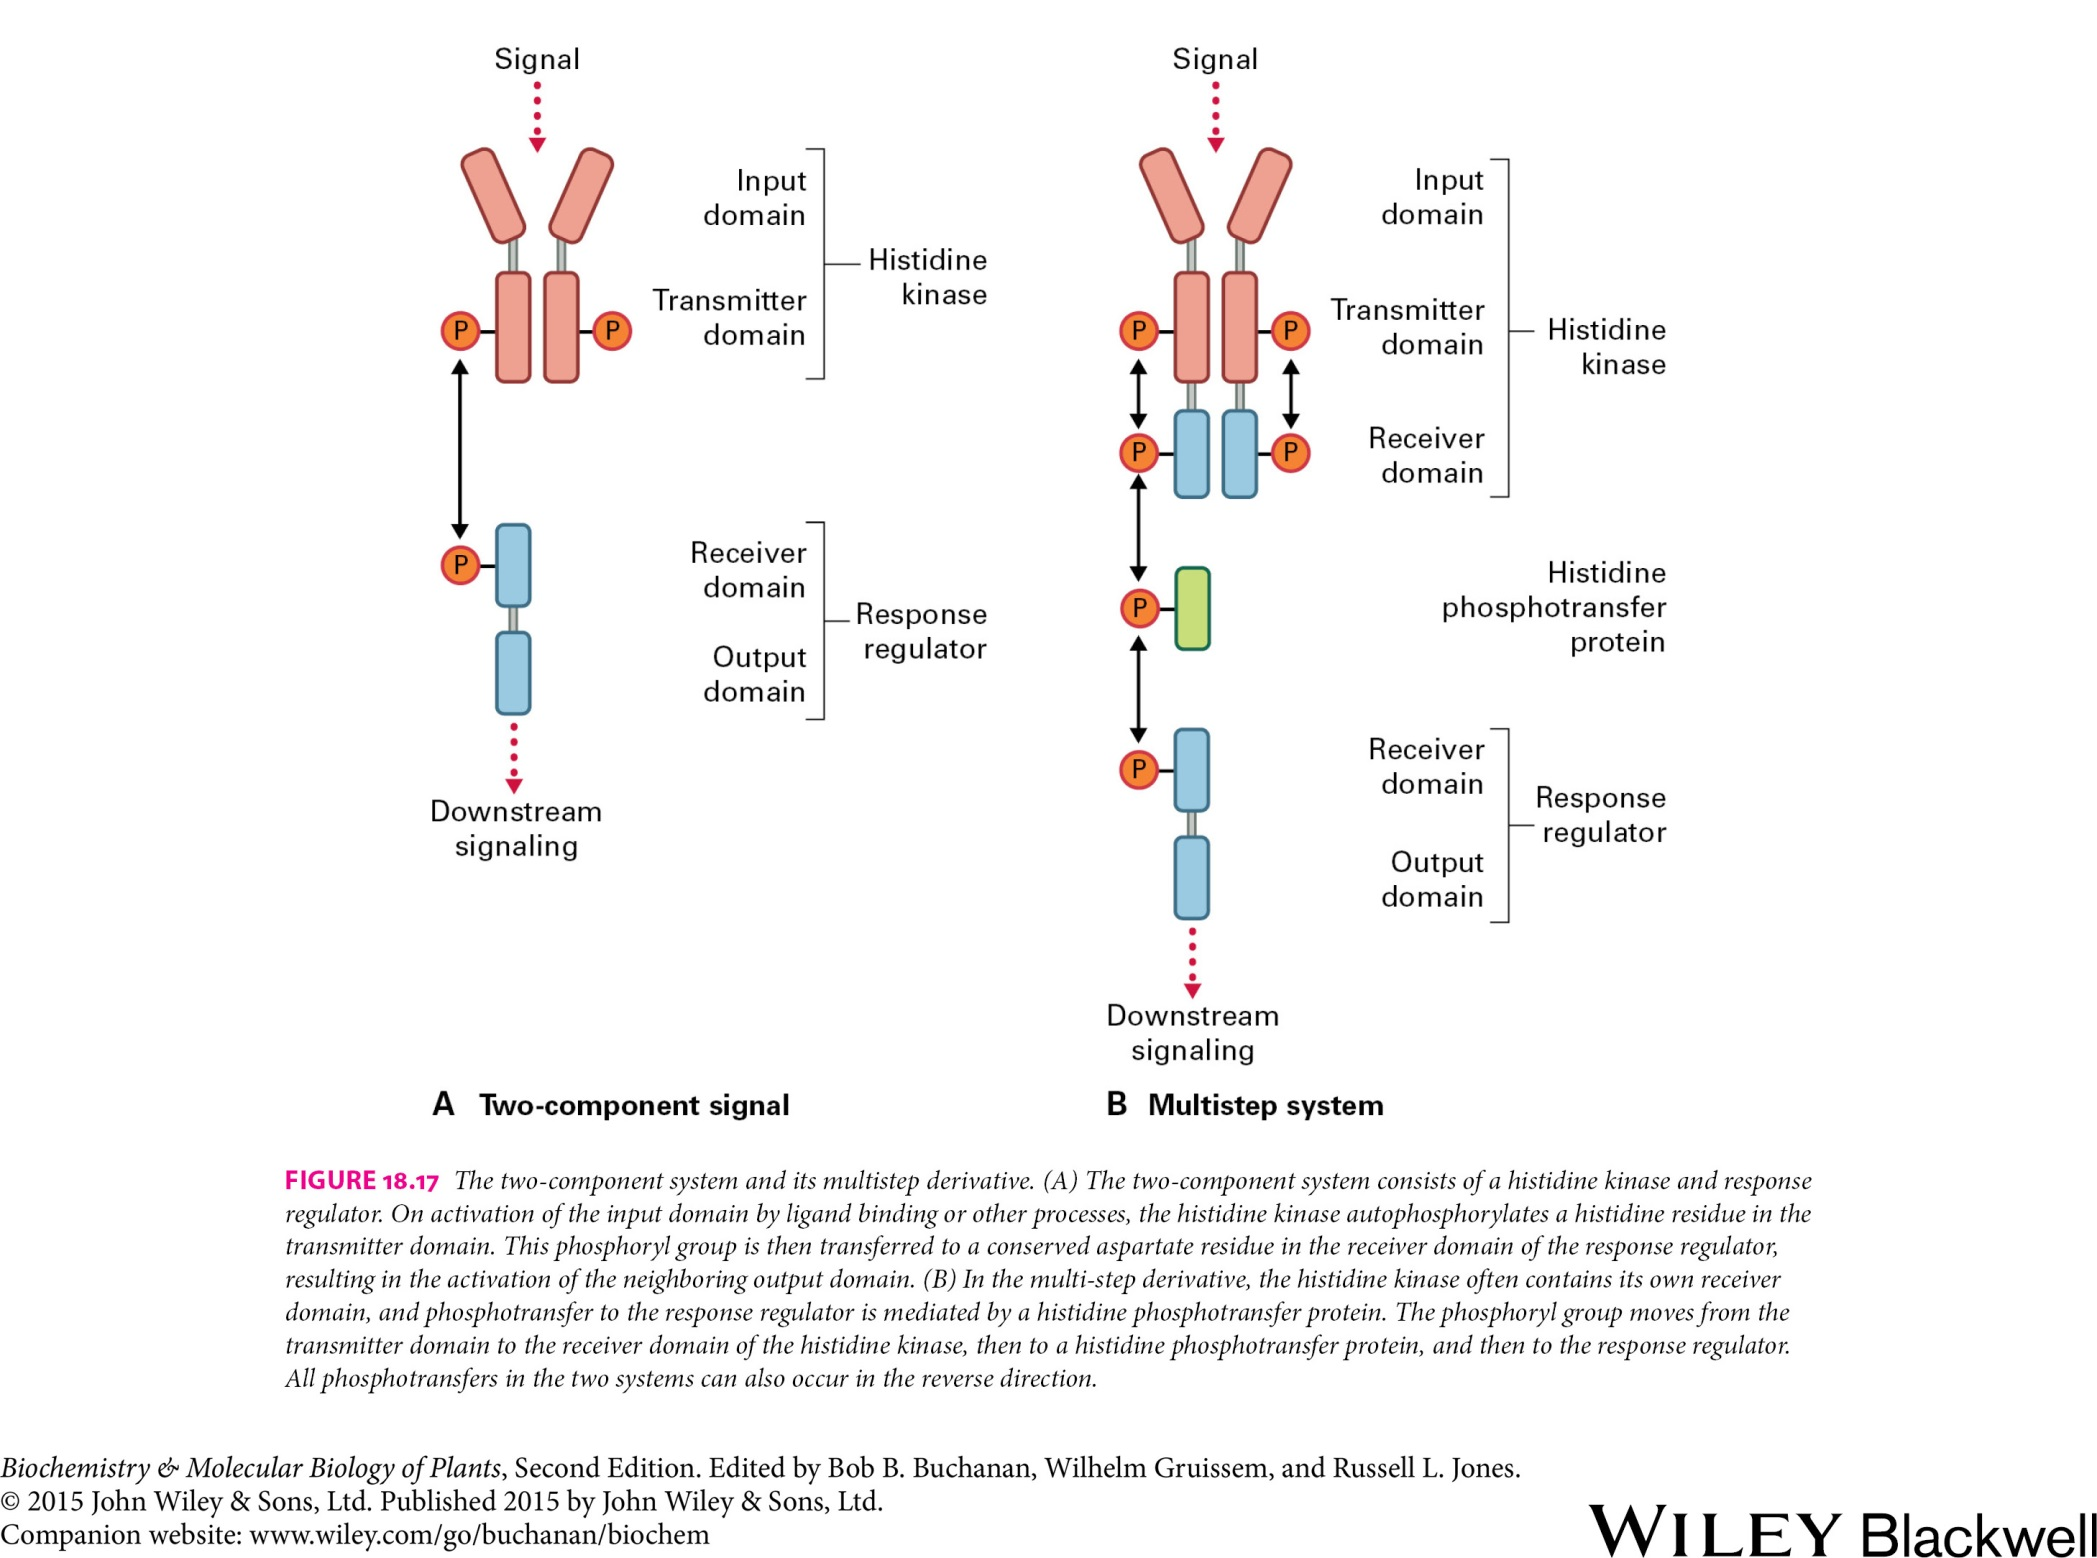 Signal
Input
domain
Transmitter
domain
Histidine
kinase
P
P
P
Receiver
domain
Output
domain
Response
regulator
Downstream
signaling
A Two-component signal
Signal
Input
domain
Transmitter
domain
Receiver
domain
Histidine
kinase
P
P
P
P
P
Histidine
phosphotransfer
protein
P
Receiver
domain
Output
domain
Response
regulator
Downstream
signaling
B Multistep system
FIGURE 18.17 The two-component system and its multistep derivative. (A) The two-component system consists of a histidine kinase and response
regulator. On activation of the input domain by ligand binding or other processes, the histidine kinase autophosphorylates a histidine residue in the
transmitter domain. This phosphoryl group is then transferred to a conserved aspartate residue in the receiver domain of the response regulator,
resulting in the activation of the neighboring output domain. (B) In the multi-step derivative, the histidine kinase often contains its own receiver
domain, and phosphotransfer to the response regulator is mediated by a histidine phosphotransfer protein. The phosphoryl group moves from the
transmitter domain to the receiver domain of the histidine kinase, then to a histidine phosphotransfer protein, and then to the response regulator.
All phosphotransfers in the two systems can also occur in the reverse direction.
Biochemistry & Molecular Biology of Plants, Second Edition. Edited by Bob B. Buchanan, Wilhelm Gruissem, and Russell L. Jones.
© 2015 John Wiley & Sons, Ltd. Published 2015 by John Wiley & Sons, Ltd.
Companion website: www.wiley.com/go/buchanan/biochem
WILEY Blackwell